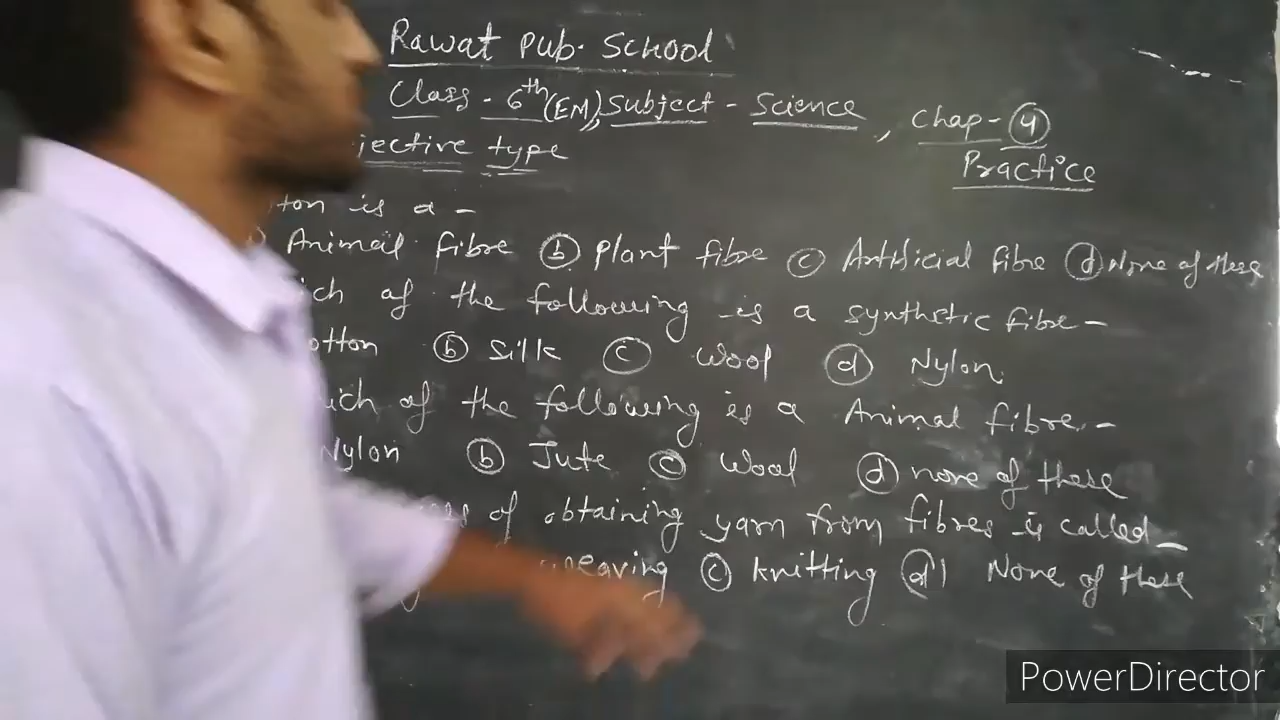 Rawat Pub. School
Class - 6th (EM), Subject - Science, Chap - 4
jective type Practice
ton is a -
Animal fibre (b) Plant fibre (c) Artificial fibre (d) None of these
ich of the following is a synthetic fibre -
otton (b) Silk (c) Wool (d) Nylon
ich of the following is a Animal fibre. -
Nylon (b) Jute (c) Wool (d) none of these
of obtaining yarn from fibres is called -
weaving (c) knitting (d) None of these
PowerDirector